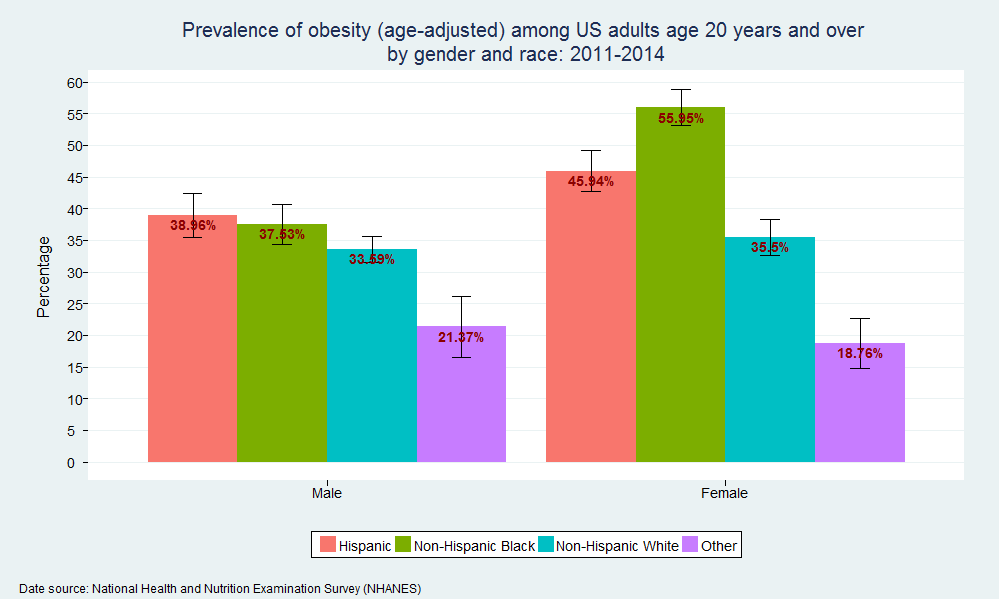 Prevalence of obesity (age-adjusted) among US adults age 20 years and over
by gender and race: 2011-2014
Percentage
60
55
50
45
40
35
30
25
20
15
10
5
0
38.96%
37.53%
33.59%
21.37%
45.94%
55.95%
35.5%
18.76%
Male
Female
Hispanic
Non-Hispanic Black
Non-Hispanic White
Other
Date source: National Health and Nutrition Examination Survey (NHANES)